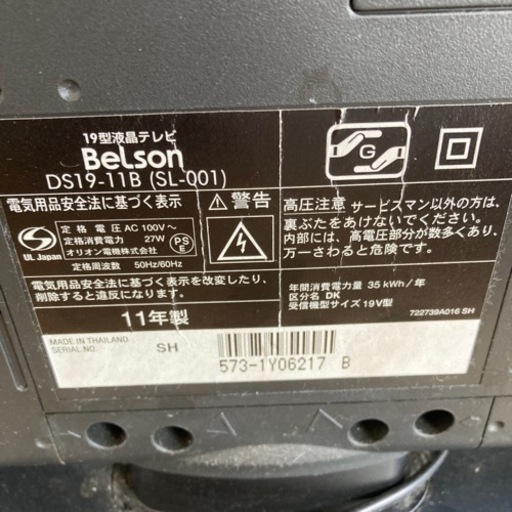 19型液晶テレビ
BeLson
DS19-11B (SL-001)
電気用品安全法に基づく表示
定格電圧 AC 100V～
定格消費電力 27W
オリオン電機株式会社
定格周波数 50Hz/60Hz
S
UL Japan
PS
E
電気用品安全法に基づく表示を改変したり、
削除すると違反になります。
11年製
⚠警告
G
高圧注意 サービスマン以外の方は、
裏ぶたをあけないでください。
内部には、高電圧部分が数多くあり、
万一さわると危険です。
年間消費電力量 35 kWh/年
区分名 DK
受信機型サイズ 19V型
722739A016 SH
MADE IN THAILAND
SERIAL NO.
SH
573-1Y06217 B